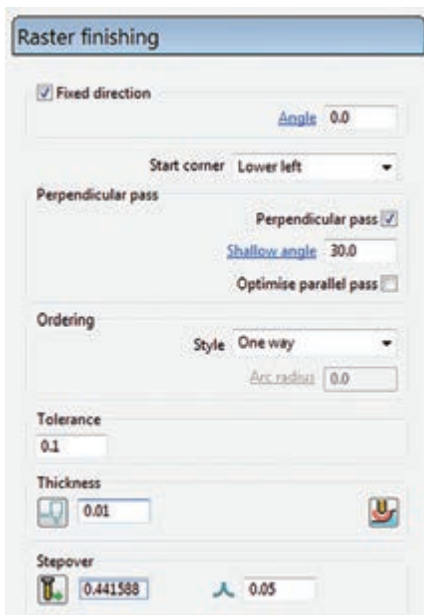 Raster finishing
Fixed direction
Angle 0.0
Start corner Lower left
Perpendicular pass
Perpendicular pass
Shallow angle 30.0
Optimise parallel pass
Ordering
Style One way
Arc radius 0.0
Tolerance
0.1
Thickness
0.01
Stepover
0.441588 0.05